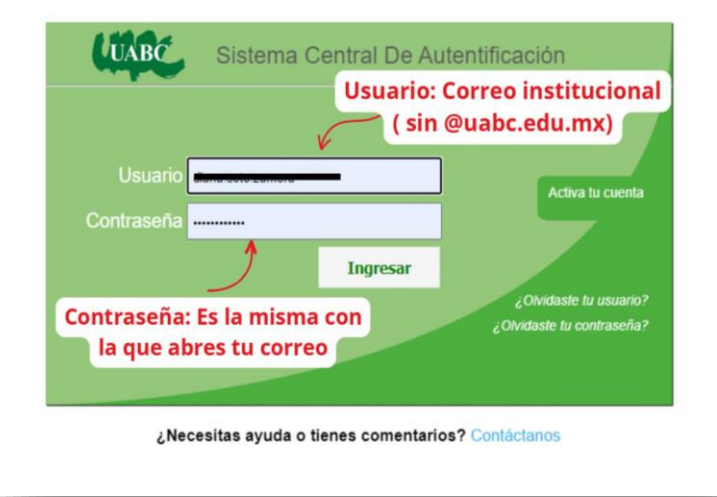 UABC
Sistema Central De Autentificación
Usuario: Correo institucional
( sin @uabc.edu.mx)
Usuario
Activa tu cuenta
Contraseña ············
Ingresar
¿Olvidaste tu usuario?
Contraseña: Es la misma con
la que abres tu correo
¿Olvidaste tu contraseña?
¿Necesitas ayuda o tienes comentarios? Contáctanos